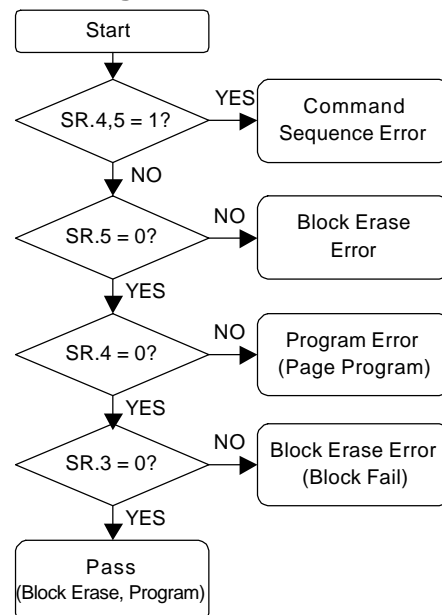 Start
SR.4,5 = 1?
YES
Command
Sequence Error
NO
SR.5 = 0?
NO
Block Erase
Error
YES
SR.4 = 0?
NO
Program Error
(Page Program)
YES
SR.3 = 0?
NO
Block Erase Error
(Block Fail)
YES
Pass
(Block Erase, Program)